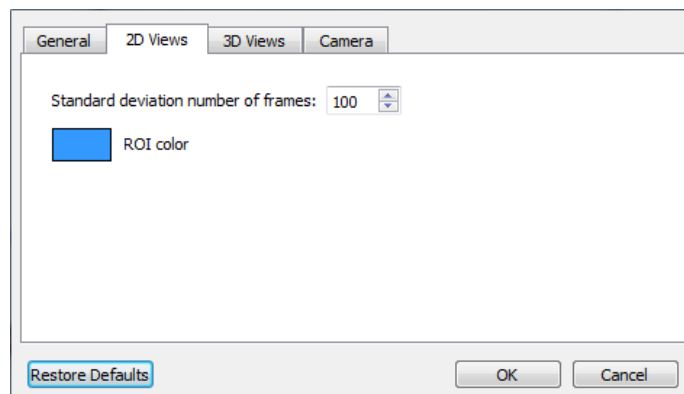 General 2D Views 3D Views Camera
Standard deviation number of frames: 100
ROI color
Restore Defaults OK Cancel